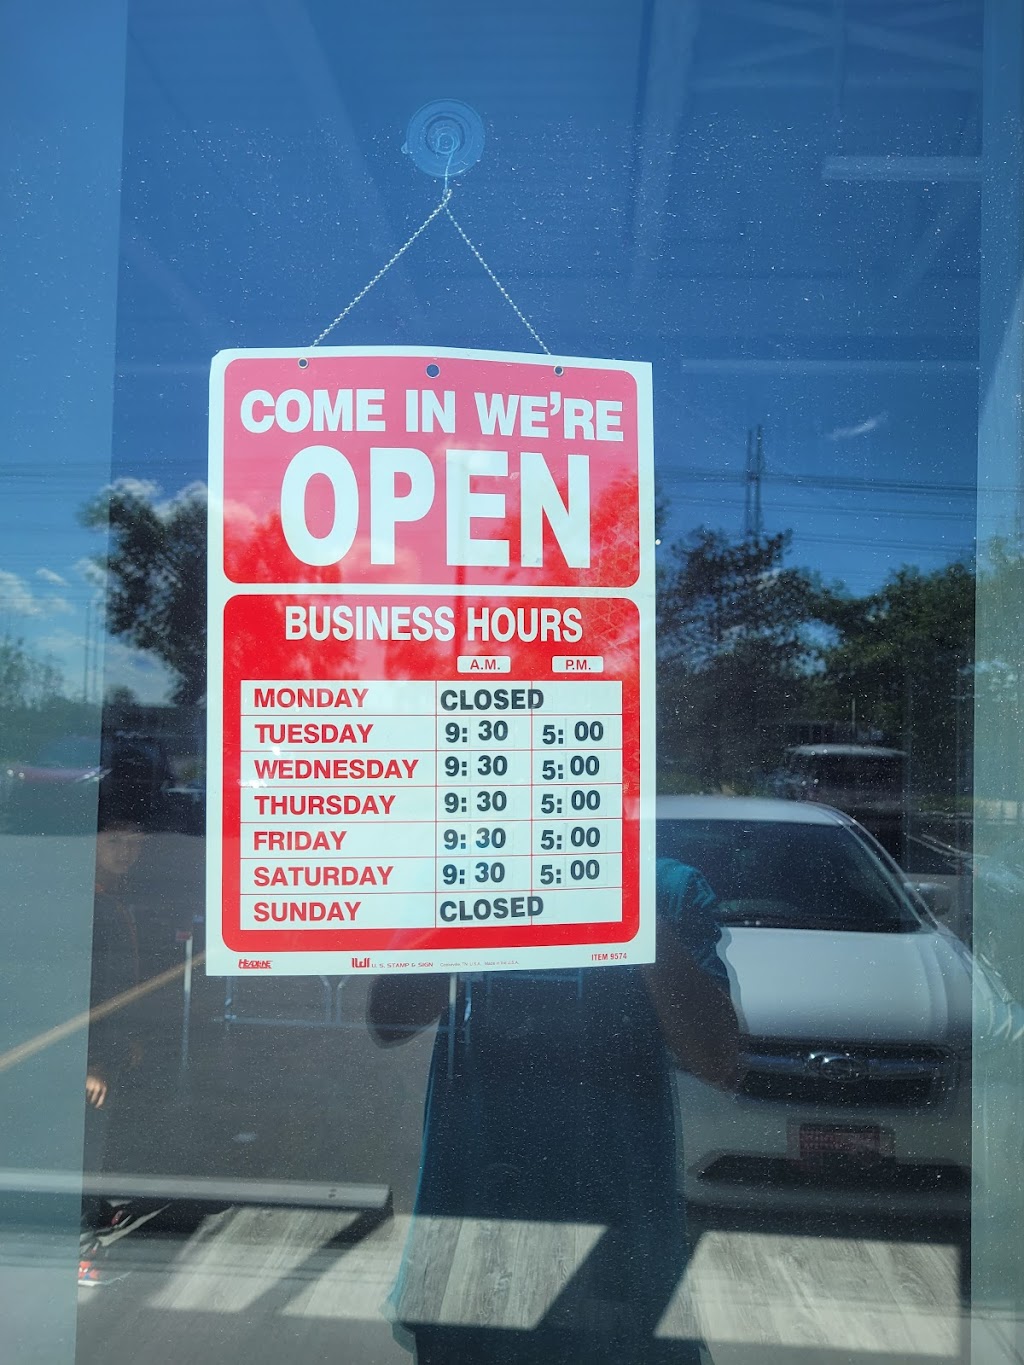 COME IN WE'RE
OPEN
BUSINESS HOURS
A.M. P.M.
MONDAY CLOSED
TUESDAY 9:30 5:00
WEDNESDAY 9:30 5:00
THURSDAY 9:30 5:00
FRIDAY 9:30 5:00
SATURDAY 9:30 5:00
SUNDAY CLOSED
HEADLINE U.S. STAMP & SIGN ITEM 9574